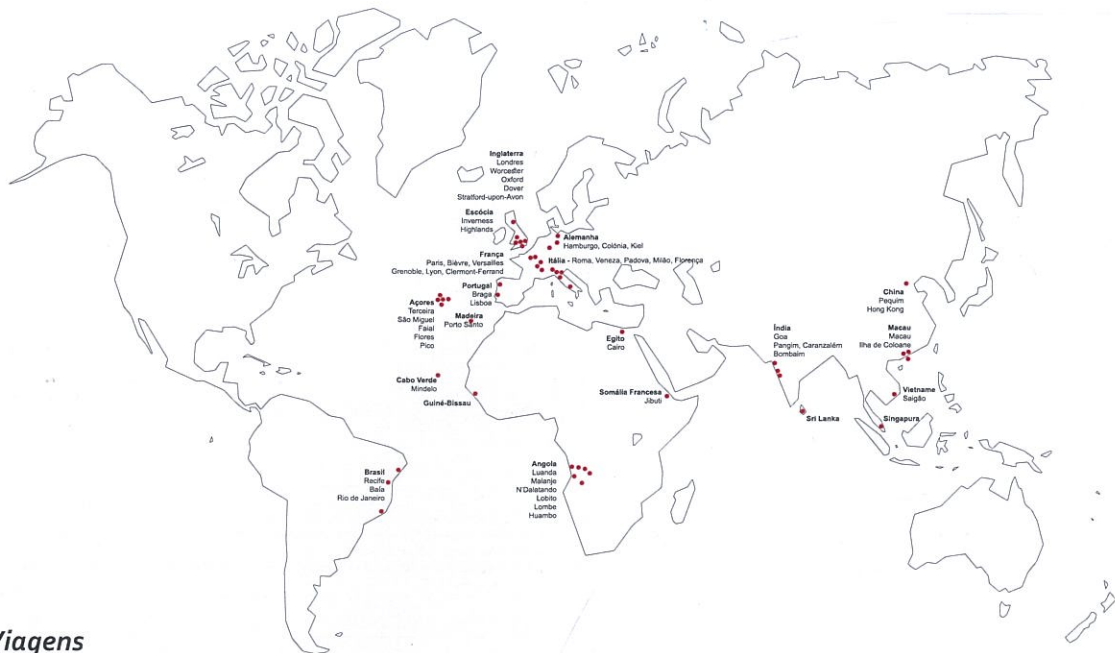 Inglaterra
Londres
Worcester
Oxford
Dover
Stratford-upon-Avon
Escócia
Inverness
Highlands
Alemanha
Hamburgo, Colónia, Kiel
França
Paris, Bièvre, Versailles
Grenoble, Lyon, Clermont-Ferrand
Itália - Roma, Veneza, Padova, Milão, Florença
Portugal
Braga
Lisboa
Açores
Terceira
São Miguel
Faial
Flores
Pico
Madeira
Porto Santo
Egito
Cairo
China
Pequim
Hong Kong
Índia
Goa
Pangim, Caranzalém
Bombaim
Macau
Macau
Ilha de Coloane
Cabo Verde
Mindelo
Guiné-Bissau
Somália Francesa
Jibuti
Vietname
Saigão
Sri Lanka
Singapura
Brasil
Recife
Baía
Rio de Janeiro
Angola
Luanda
Malanje
N'Dalatando
Lobito
Lombe
Huambo
Viagens